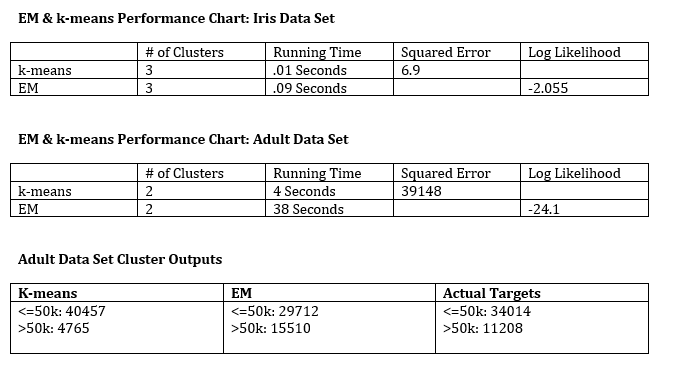 EM & k-means Performance Chart: Iris Data Set
# of Clusters Running Time Squared Error Log Likelihood
k-means 3 .01 Seconds 6.9
EM 3 .09 Seconds -2.055
EM & k-means Performance Chart: Adult Data Set
# of Clusters Running Time Squared Error Log Likelihood
k-means 2 4 Seconds 39148
EM 2 38 Seconds -24.1
Adult Data Set Cluster Outputs
K-means EM Actual Targets
<=50k: 40457 <=50k: 29712 <=50k: 34014
>50k: 4765 >50k: 15510 >50k: 11208